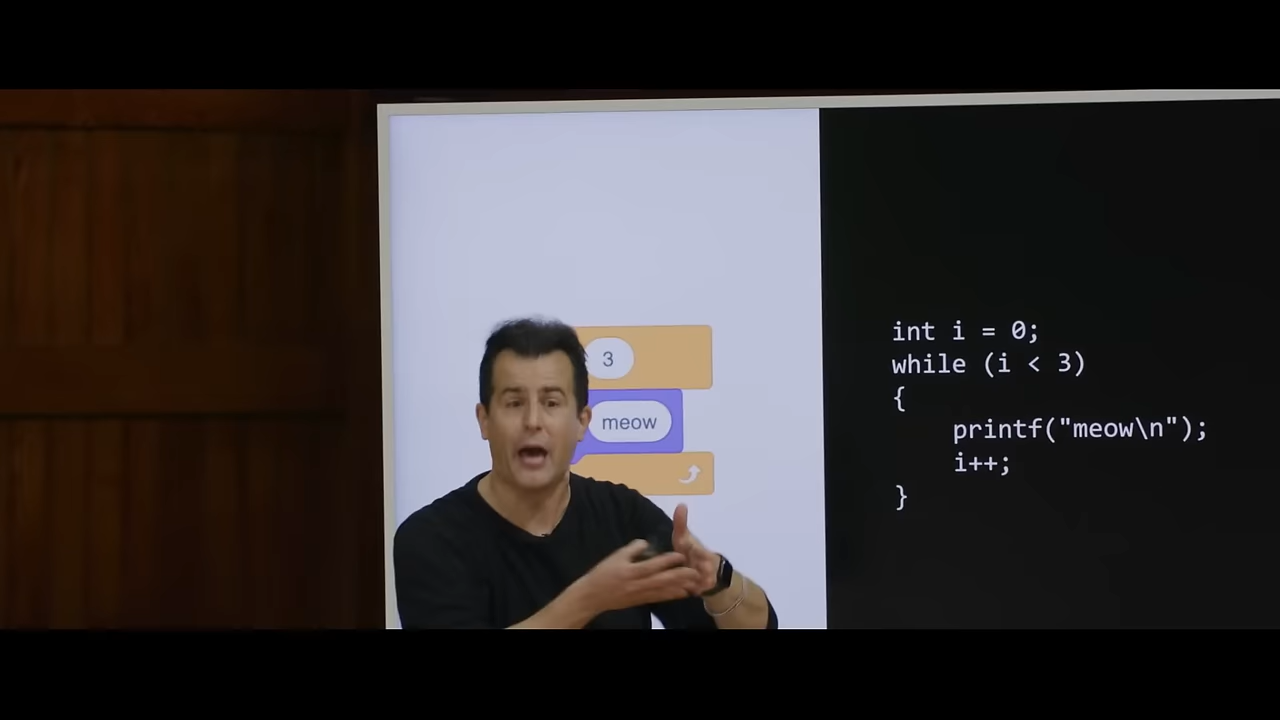 3
meow
int i = 0;
while (i < 3)
{
printf("meow\n");
i++;
}